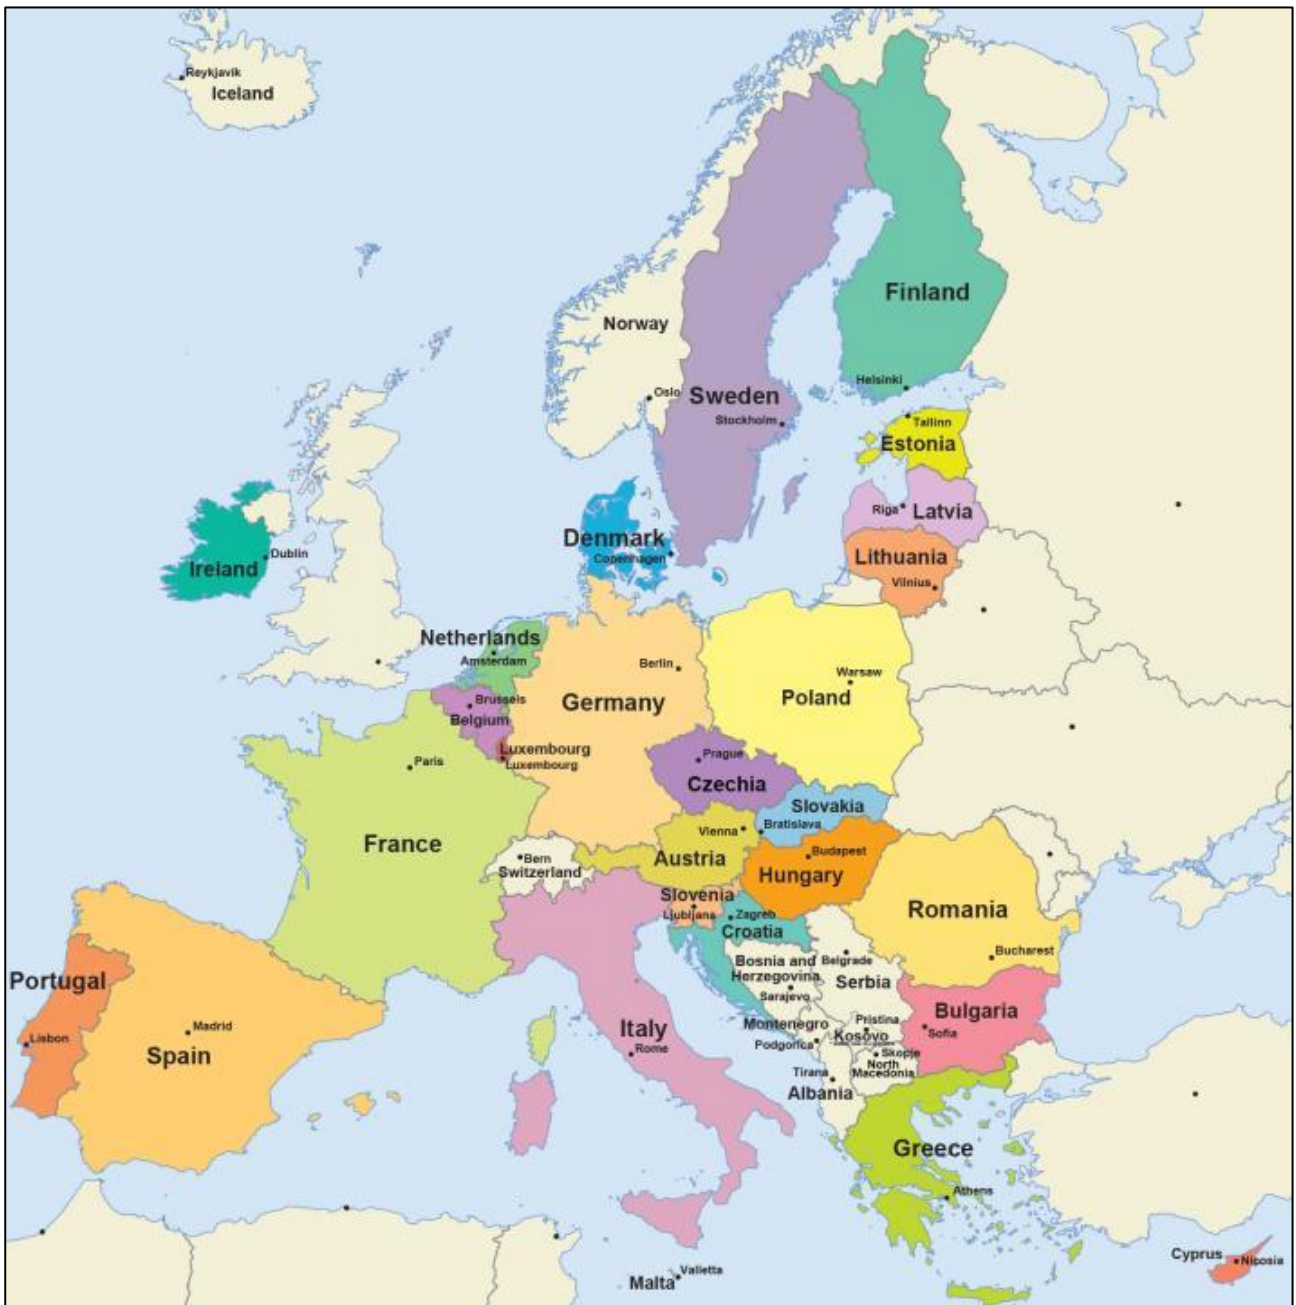 Reykjavik
Iceland
Finland
Norway
Helsinki
Oslo
Sweden
Stockholm
Tallinn
Estonia
Riga
Latvia
Denmark
Copenhagen
Dublin
Ireland
Lithuania
Vilnius
Netherlands
Amsterdam
Berlin
Warsaw
Poland
Germany
Brussels
Belgium
Luxembourg
Luxembourg
Paris
Prague
Czechia
Slovakia
Bratislava
Vienna
France
Austria
Budapest
Hungary
Bern
Switzerland
Slovenia
Ljubljana
Zagreb
Croatia
Romania
Bucharest
Bosnia and
Herzegovina
Sarajevo
Belgrade
Serbia
Portugal
Lisbon
Madrid
Spain
Italy
Rome
Montenegro
Podgorica
Pristina
Kosovo
Bulgaria
Sofia
Skopje
North
Macedonia
Tirana
Albania
Greece
Athens
Malta
Valletta
Cyprus
Nicosia